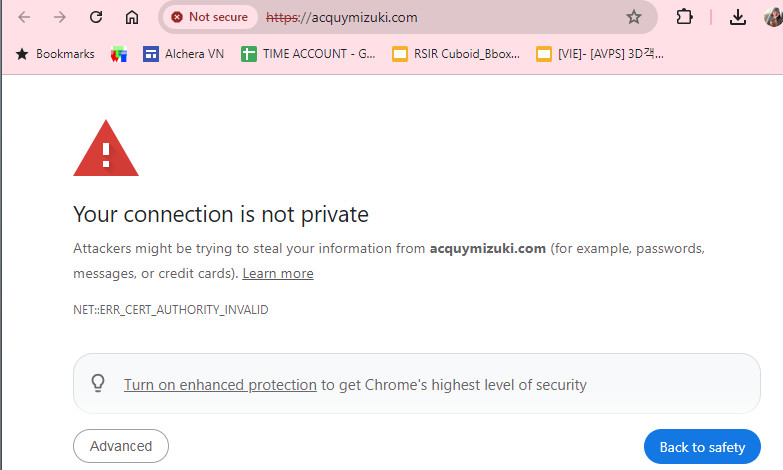 Not secure https://acquymizuki.com
Bookmarks Alchera VN TIME ACCOUNT - G... RSIR Cuboid_Bbox... [VIE]- [AVPS] 3D객...
Your connection is not private
Attackers might be trying to steal your information from acquymizuki.com (for example, passwords,
messages, or credit cards). Learn more
NET::ERR_CERT_AUTHORITY_INVALID
Turn on enhanced protection to get Chrome's highest level of security
Advanced Back to safety